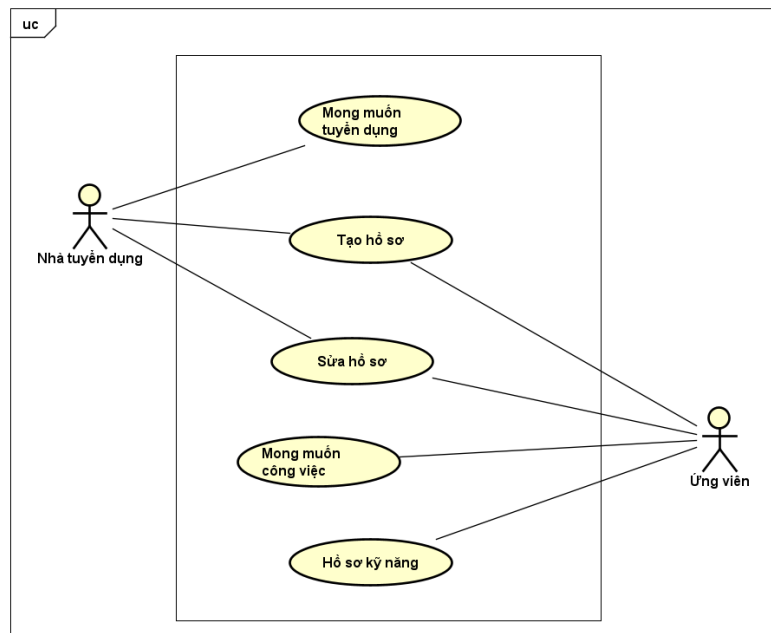 uc
Mong muốn
tuyển dụng
Tạo hồ sơ
Nhà tuyển dụng
Sửa hồ sơ
Mong muốn
công việc
Ứng viên
Hồ sơ kỹ năng